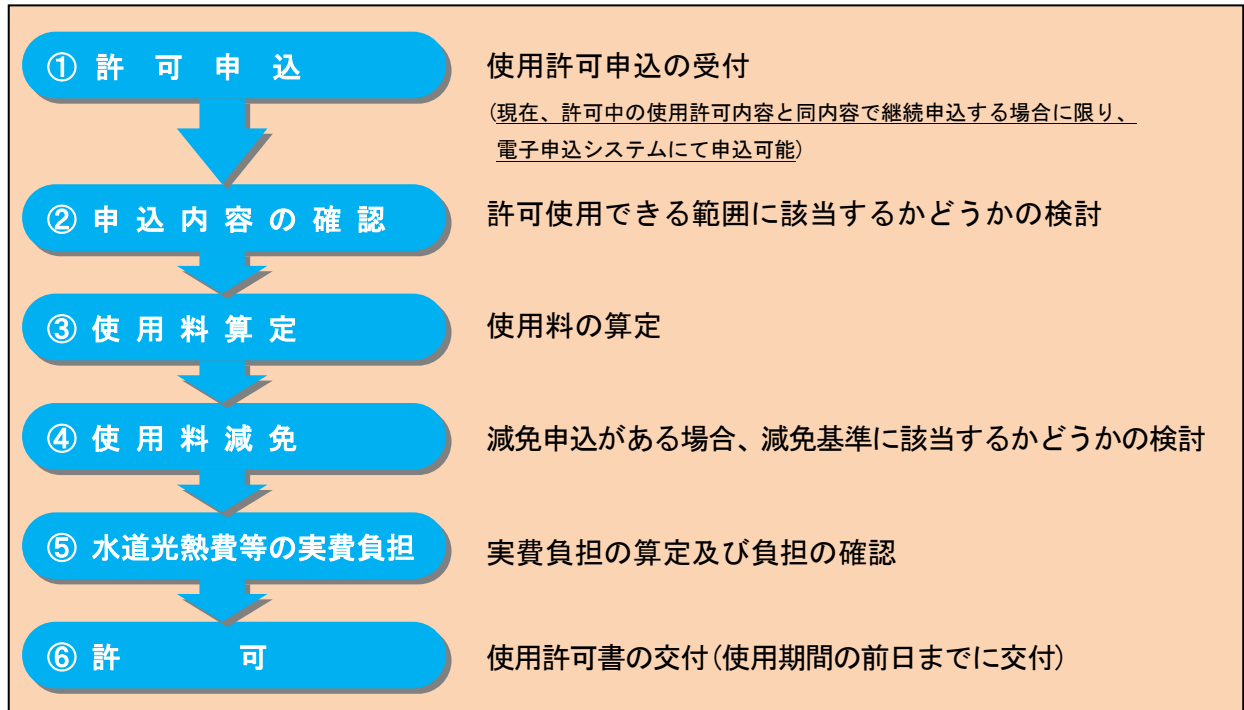 ① 許 可 申 込
使用許可申込の受付
(現在、許可中の使用許可内容と同内容で継続申込する場合に限り、
電子申込システムにて申込可能)
② 申 込 内 容 の 確 認
許可使用できる範囲に該当するかどうかの検討
③ 使 用 料 算 定
使用料の算定
④ 使 用 料 減 免
減免申込がある場合、減免基準に該当するかどうかの検討
⑤ 水道光熱費等の実費負担
実費負担の算定及び負担の確認
⑥ 許 可
使用許可書の交付(使用期間の前日までに交付)